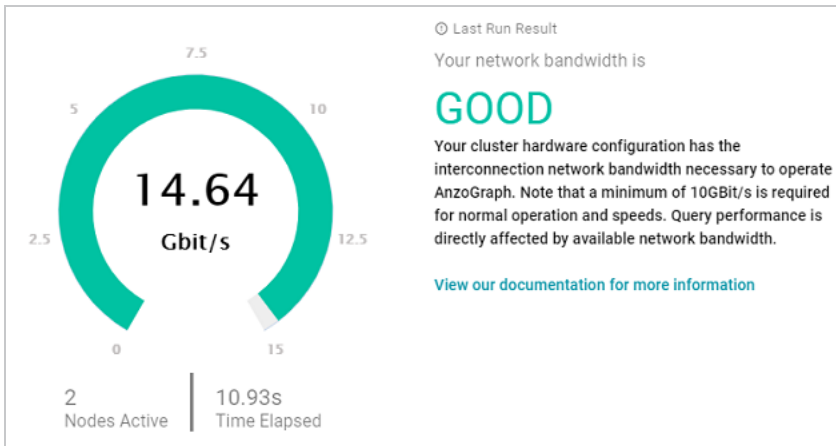 7.5
5
10
14.64
Gbit/s
2.5
12.5
0
15
2
Nodes Active
10.93s
Time Elapsed
Last Run Result
Your network bandwidth is
GOOD
Your cluster hardware configuration has the
interconnection network bandwidth necessary to operate
AnzoGraph. Note that a minimum of 10GBit/s is required
for normal operation and speeds. Query performance is
directly affected by available network bandwidth.
View our documentation for more information